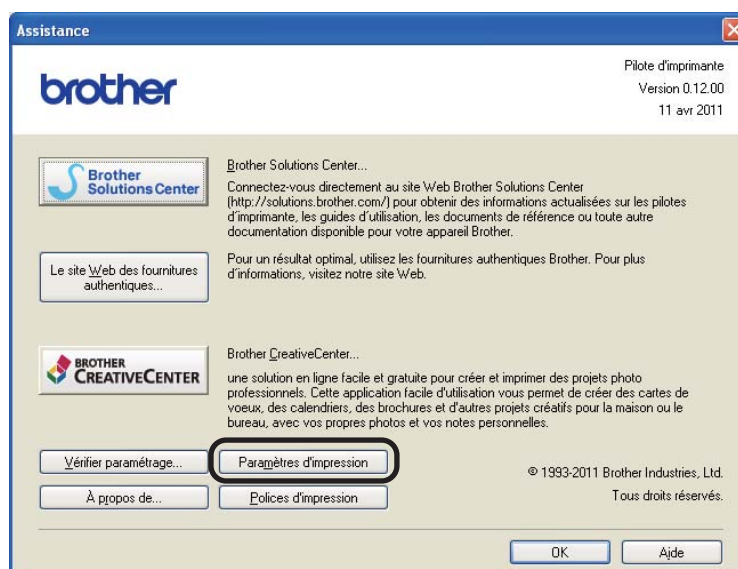 Assistance
brother
Pilote d'imprimante
Version 0.12.00
11 avr 2011
Brother
Solutions Center
Brother Solutions Center...
Connectez-vous directement au site Web Brother Solutions Center
(http://solutions.brother.com/) pour obtenir des informations actualisées sur les pilotes
d'imprimante, les guides d'utilisation, les documents de référence ou toute autre
documentation disponible pour votre appareil Brother.
Le site Web des fournitures
authentiques...
Pour un résultat optimal, utilisez les fournitures authentiques Brother. Pour plus
d'informations, visitez notre site Web.
BROTHER
CREATIVECENTER
Brother CreativeCenter...
une solution en ligne facile et gratuite pour créer et imprimer des projets photo
professionnels. Cette application facile d'utilisation vous permet de créer des cartes de
voeux, des calendriers, des brochures et d'autres projets créatifs pour la maison ou le
bureau, avec vos propres photos et vos notes personnelles.
Vérifier paramétrage...
Paramètres d'impression
À propos de...
Polices d'impression
© 1993-2011 Brother Industries, Ltd.
Tous droits réservés.
OK
Aide